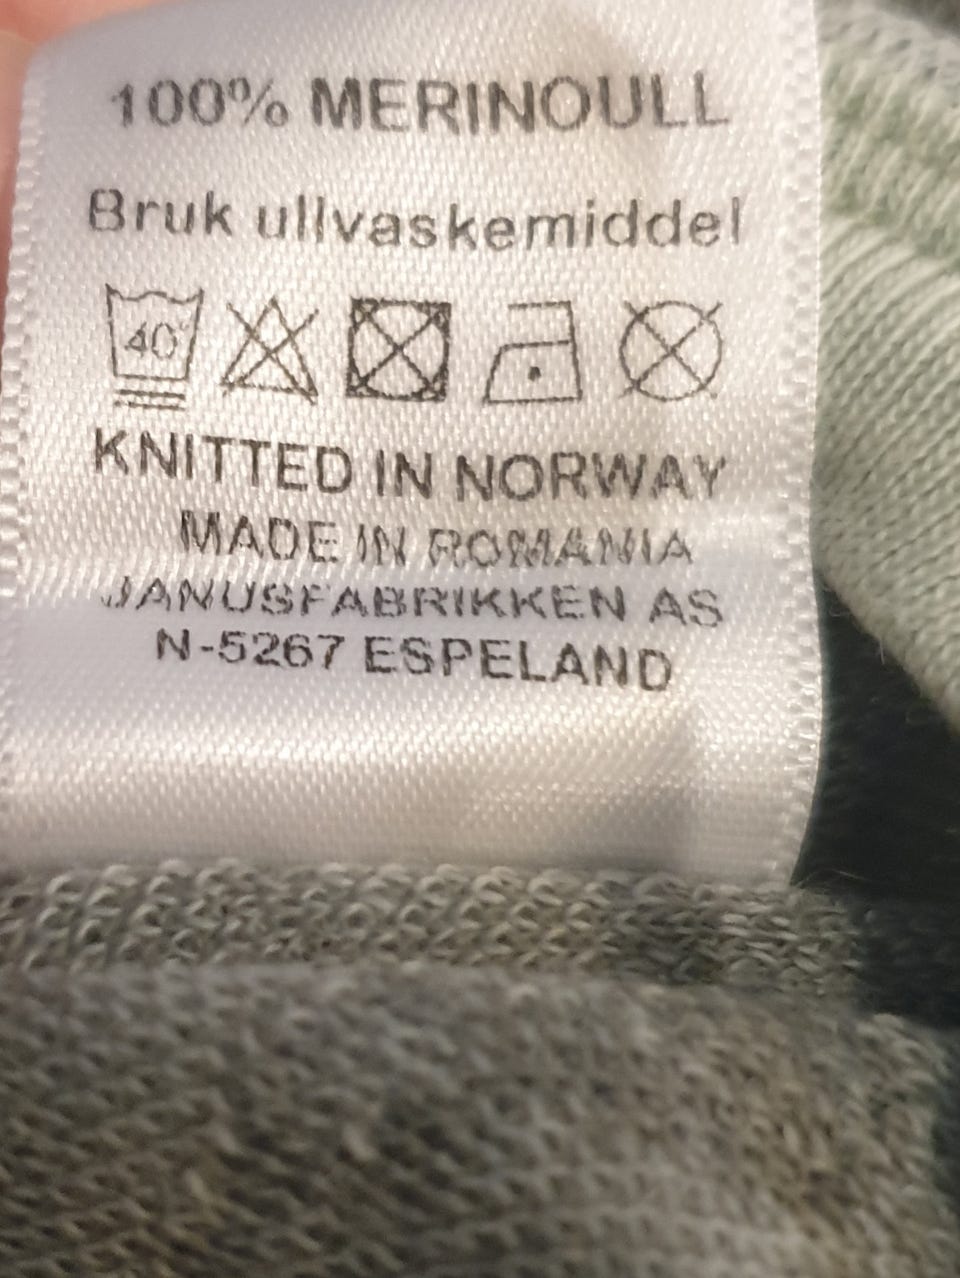 100% MERINOULL
Bruk ullvaskemiddel
40°
KNITTED IN NORWAY
MADE IN ROMANIA
JANUSFABRIKKEN AS
N-5267 ESPELAND